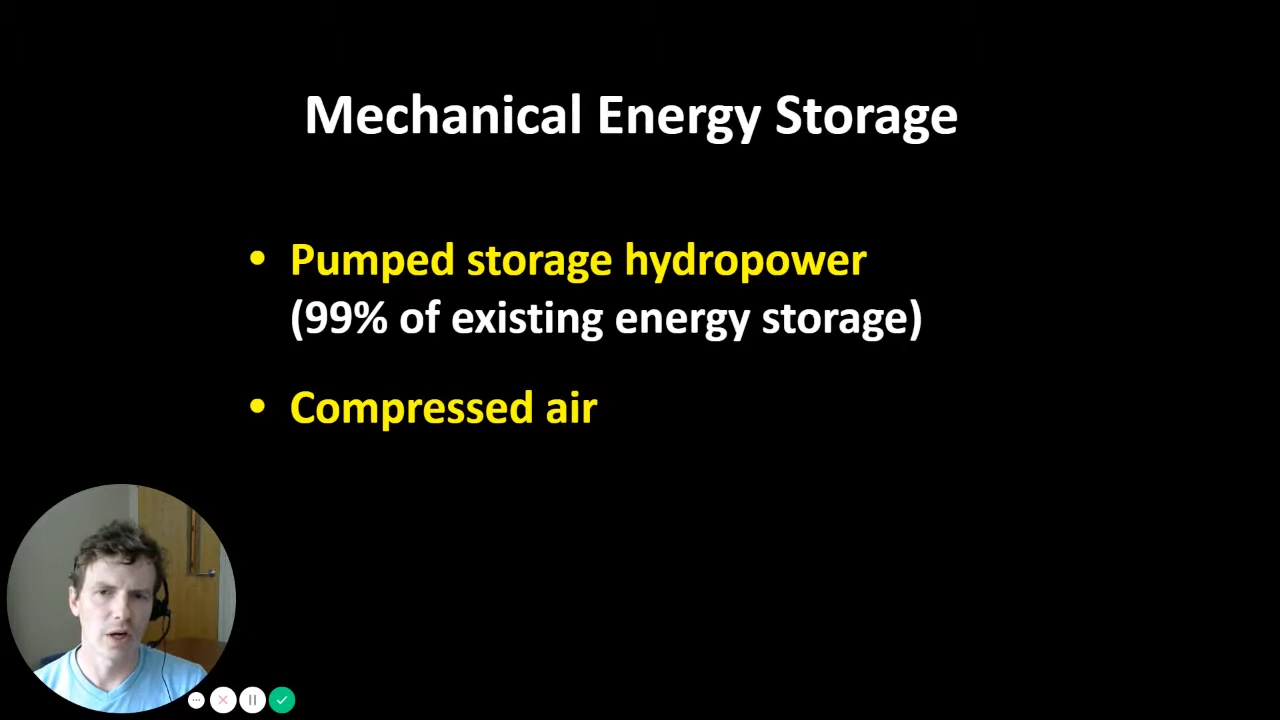 Mechanical Energy Storage
• Pumped storage hydropower
(99% of existing energy storage)
• Compressed air